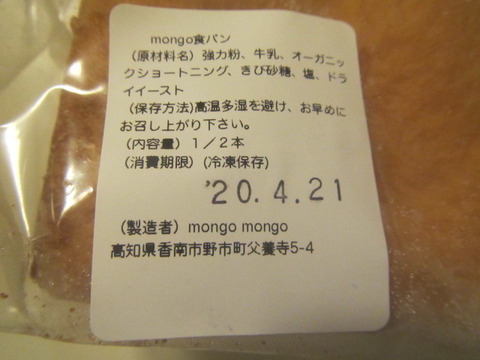 mongo食パン
(原材料名)強力粉、牛乳、オーガニッ
クショートニング、きび砂糖、塩、ドラ
イイースト
(保存方法)高温多湿を避け、お早めに
お召し上がり下さい。
(内容量)1/2本
(消費期限)(冷凍保存)
'20.4.21
(製造者)mongo mongo
高知県香南市野市町父養寺5-4